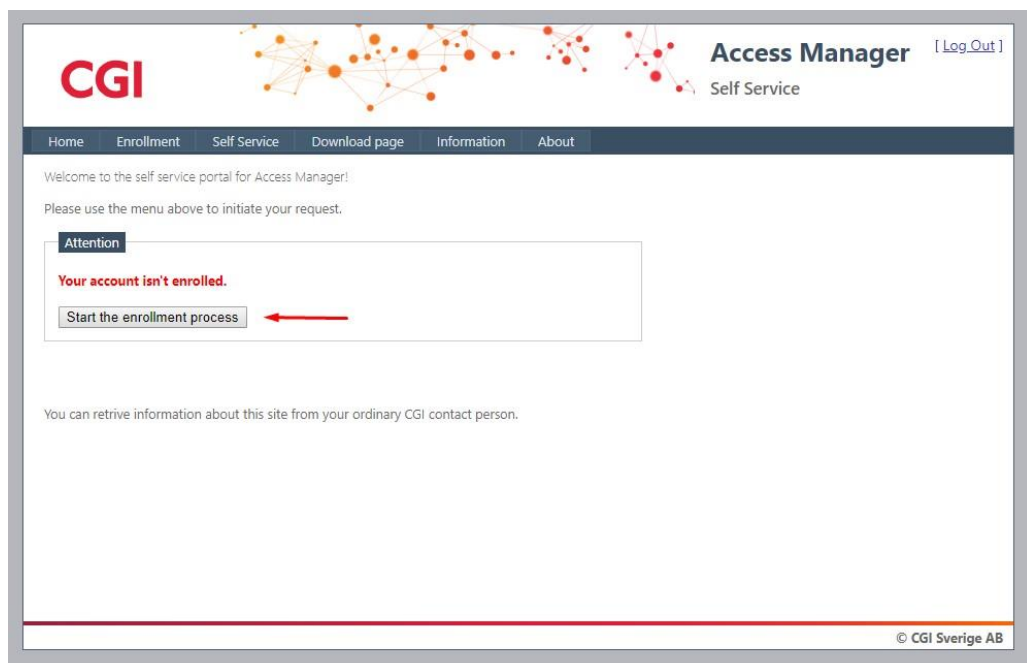 CGI
Access Manager
[ Log Out ]
Self Service
Home Enrollment Self Service Download page Information About
Welcome to the self service portal for Access Manager!
Please use the menu above to initiate your request.
Attention
Your account isn't enrolled.
Start the enrollment process
You can retrive information about this site from your ordinary CGI contact person.
© CGI Sverige AB